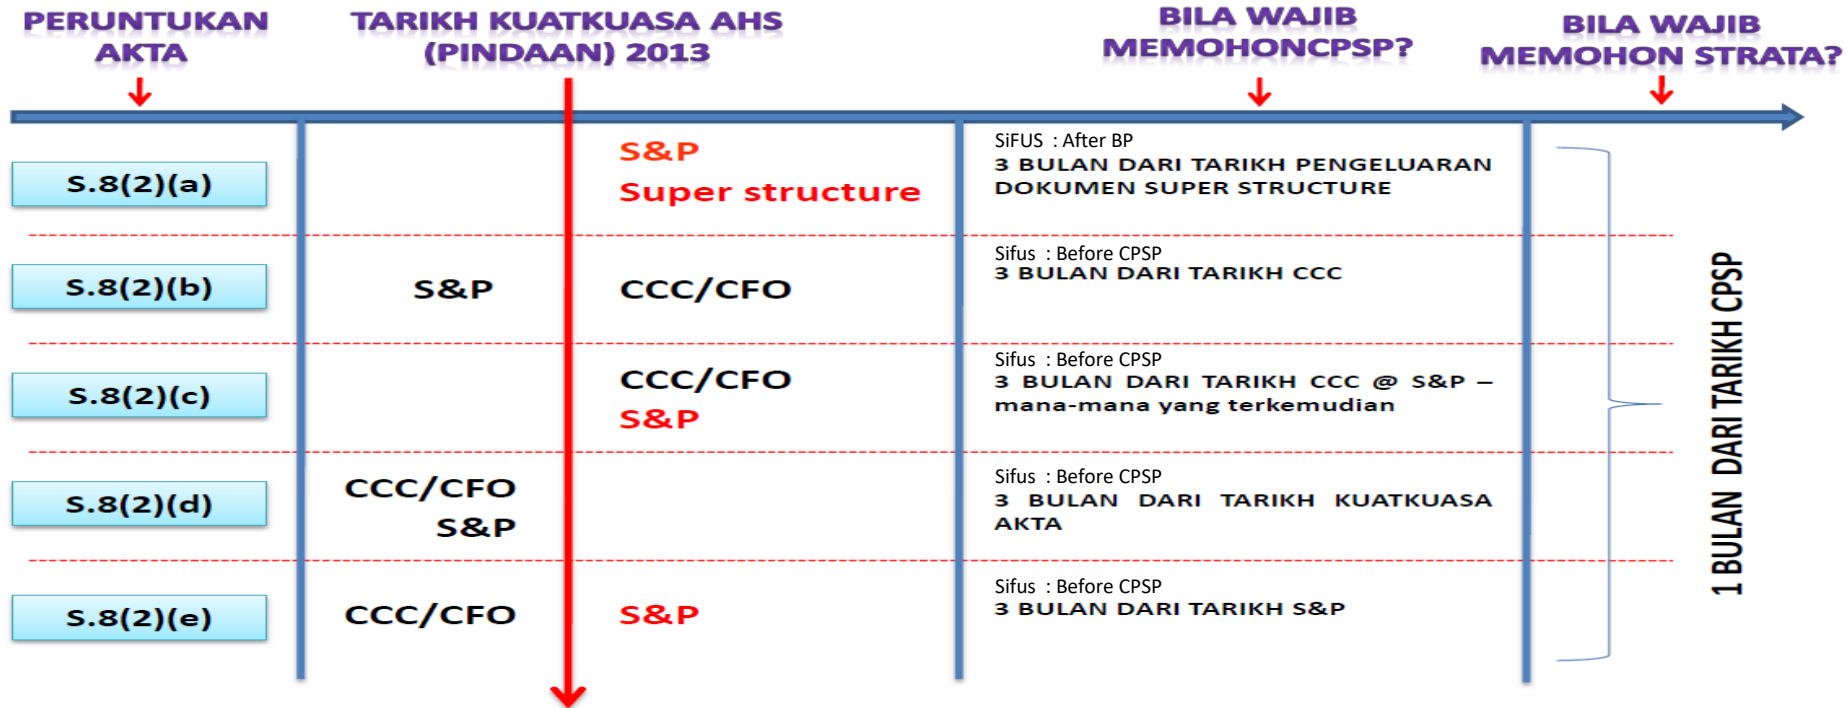 PERUNTUKAN
AKTA
TARIKH KUATKUASA AHS
(PINDAAN) 2013
BILA WAJIB
MEMOHONCPSP?
BILA WAJIB
MEMOHON STRATA?
S.8(2)(a)
S&P
Super structure
SiFUS : After BP
3 BULAN DARI TARIKH PENGELUARAN
DOKUMEN SUPER STRUCTURE
S.8(2)(b)
S&P
CCC/CFO
Sifus : Before CPSP
3 BULAN DARI TARIKH CCC
S.8(2)(c)
CCC/CFO
S&P
Sifus : Before CPSP
3 BULAN DARI TARIKH CCC @ S&P –
mana-mana yang terkemudian
S.8(2)(d)
CCC/CFO
S&P
Sifus : Before CPSP
3 BULAN DARI TARIKH KUATKUASA
AKTA
S.8(2)(e)
CCC/CFO
S&P
Sifus : Before CPSP
3 BULAN DARI TARIKH S&P
1 BULAN DARI TARIKH CPSP